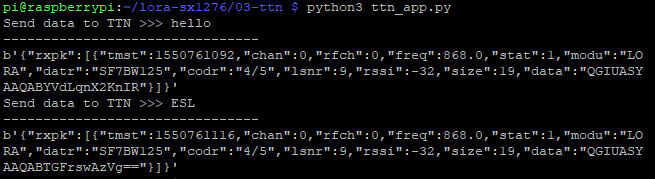 pi@raspberrypi:~/lora-sx1276/03-ttn $ python3 ttn_app.py
Send data to TTN >>> hello
--------------------------------
b'{"rxpk":[{"tmst":1550761092,"chan":0,"rfch":0,"freq":868.0,"stat":1,"modu":"LO
RA","datr":"SF7BW125","codr":"4/5","lsnr":9,"rssi":-32,"size":19,"data":"QGIUASY
AAQABYVdLqnX2KnIR"}]}'
Send data to TTN >>> ESL
--------------------------------
b'{"rxpk":[{"tmst":1550761116,"chan":0,"rfch":0,"freq":868.0,"stat":1,"modu":"LO
RA","datr":"SF7BW125","codr":"4/5","lsnr":9,"rssi":-32,"size":19,"data":"QGIUASY
AAQABTGFrswAzVg=="}]}'